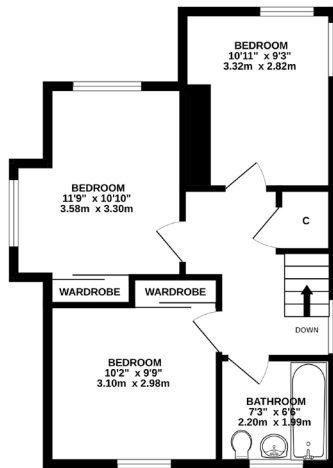 BEDROOM
10'11" x 9'3"
3.32m x 2.82m
BEDROOM
11'9" x 10'10"
3.58m x 3.30m
C
WARDROBE
WARDROBE
DOWN
BEDROOM
10'2" x 9'9"
3.10m x 2.98m
BATHROOM
7'3" x 6'6"
2.20m x 1.99m